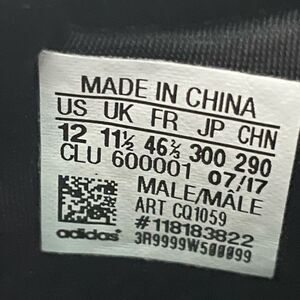 MADE IN CHINA
US UK FR JP CHN
12 11½ 46⅔ 300 290
CLU 600001 07/17
MALE/MÂLE
ART CQ1059
#118183822
adidas® 3R9999W500099